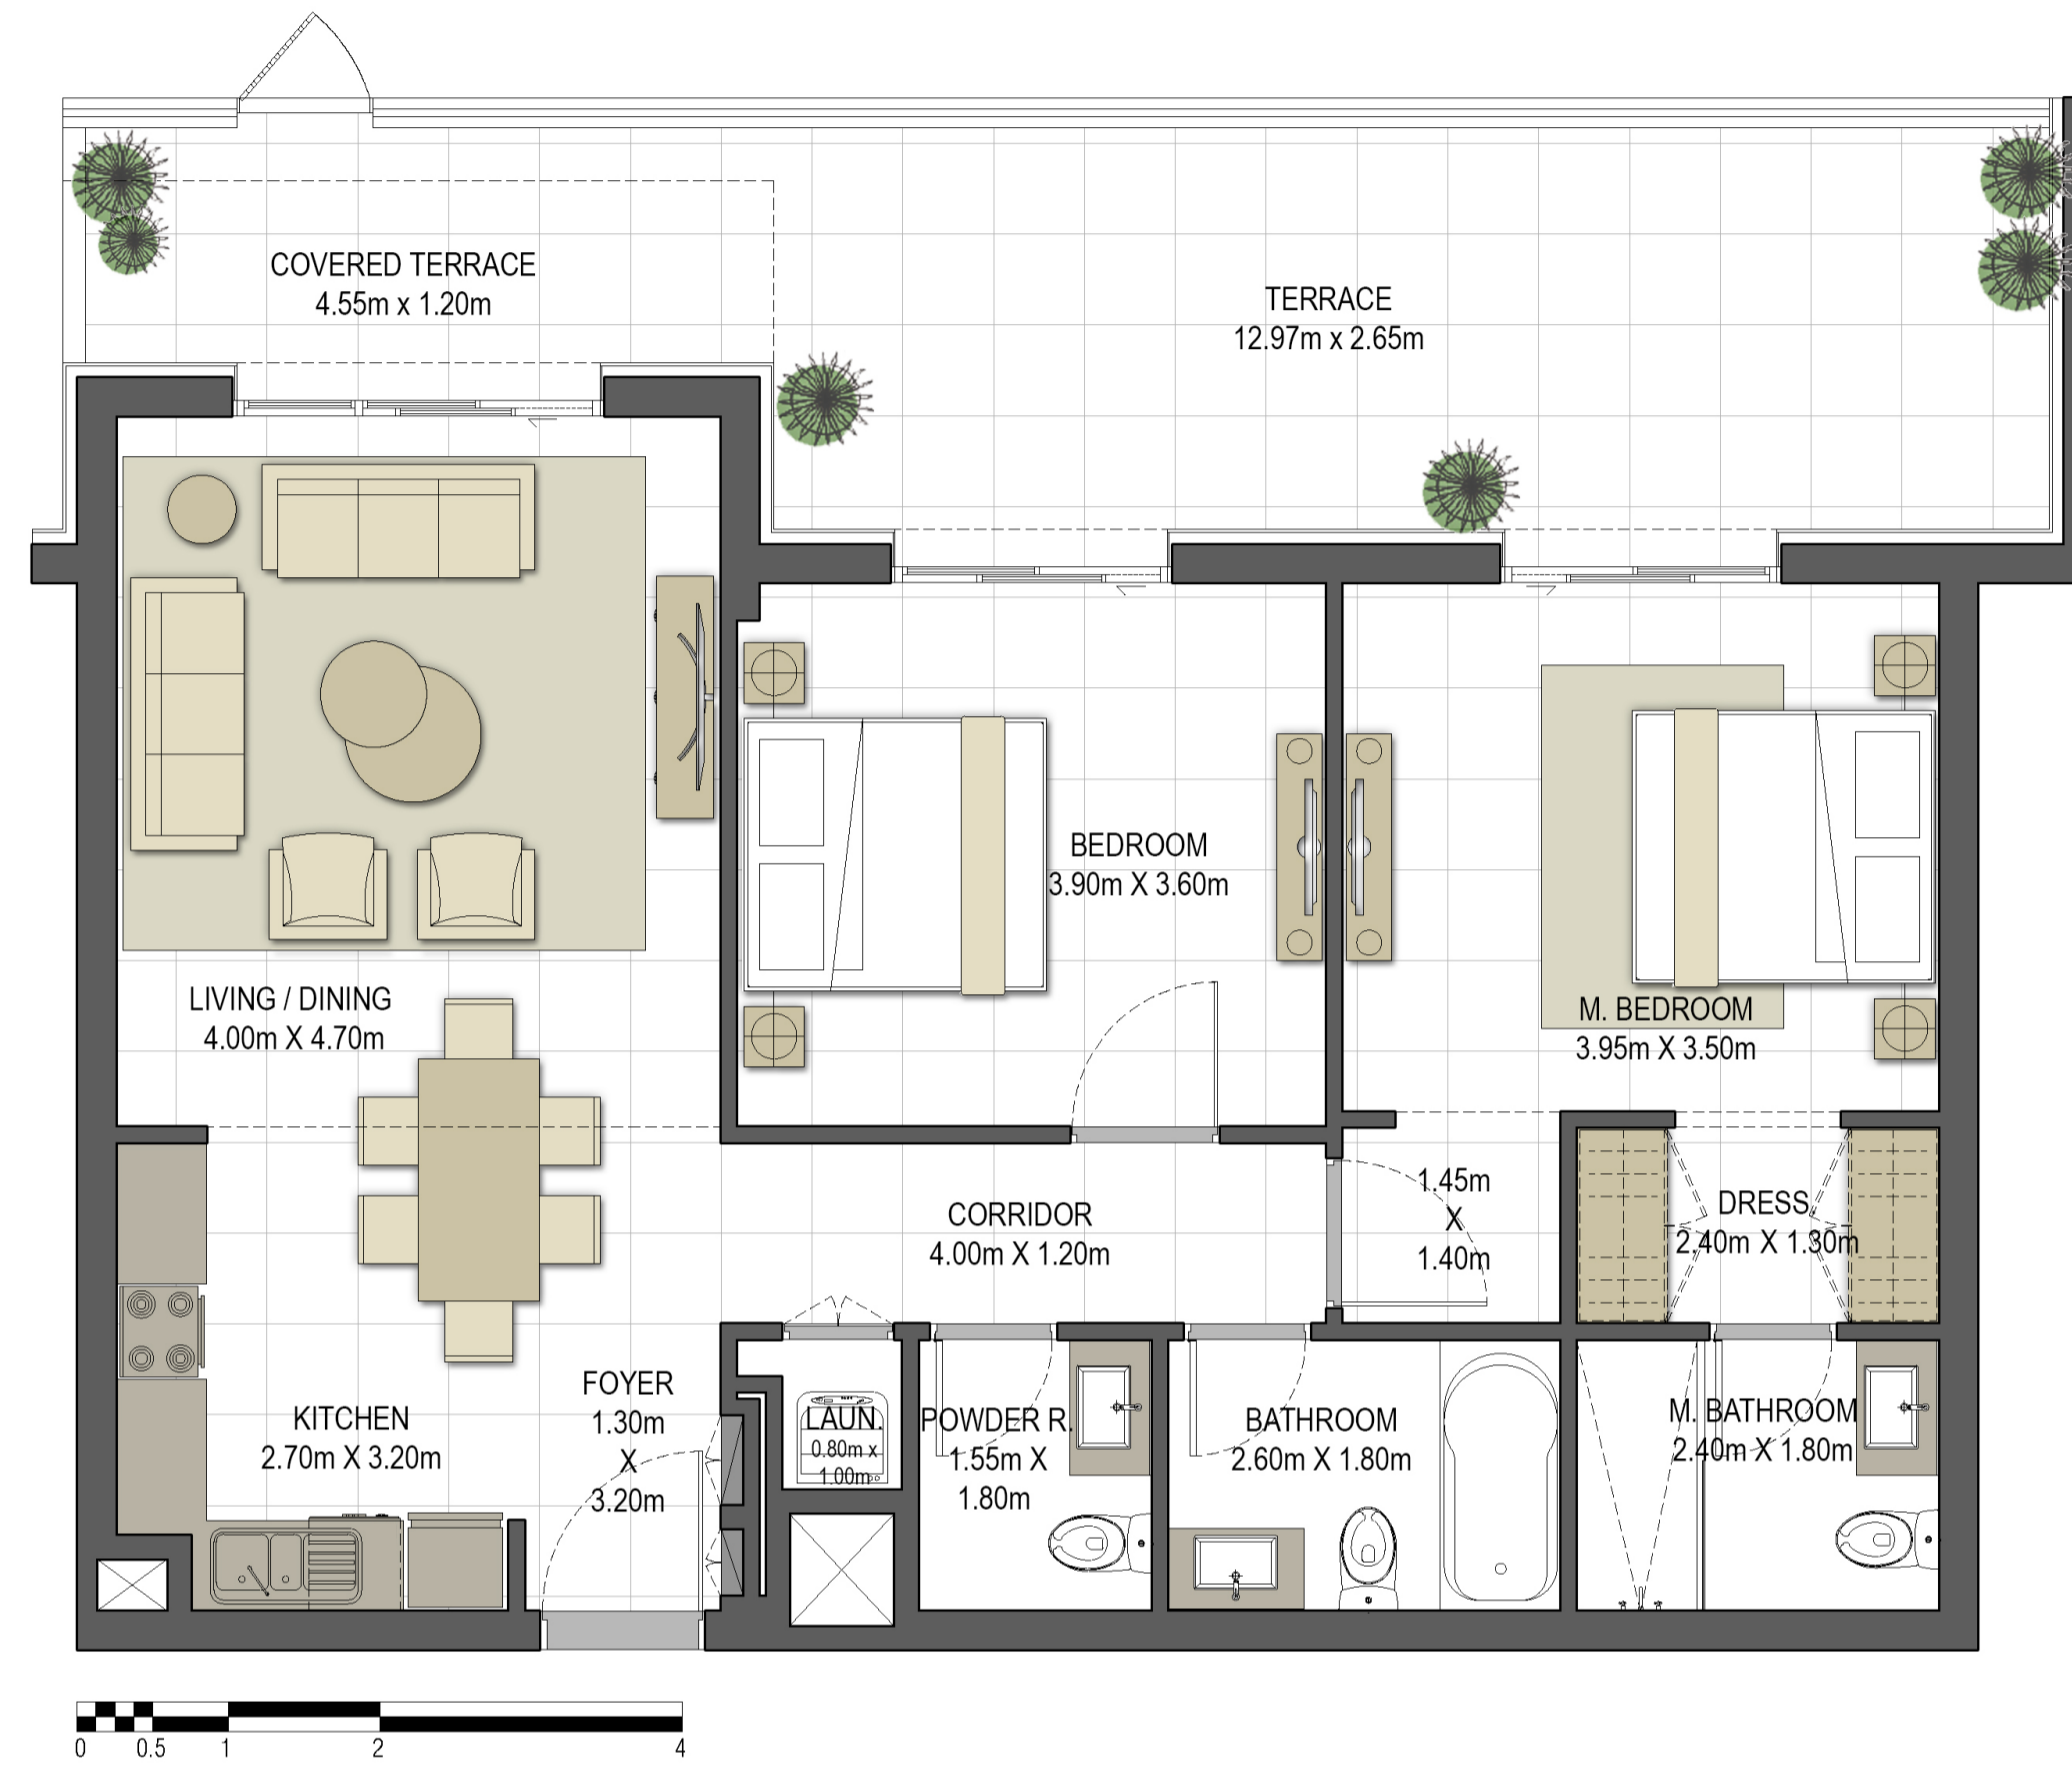 COVERED TERRACE
4.55m x 1.20m
TERRACE
12.97m x 2.65m
BEDROOM
3.90m X 3.60m
LIVING / DINING
4.00m X 4.70m
M. BEDROOM
3.95m X 3.50m
CORRIDOR
4.00m X 1.20m
1.45m
X
1.40m
DRESS.
2.40m X 1.30m
KITCHEN
2.70m X 3.20m
FOYER
1.30m
X
3.20m
LAUN.
0.80m x
1.00m
POWDER R.
1.55m X
1.80m
BATHROOM
2.60m X 1.80m
M. BATHROOM
2.40m X 1.80m
0 0.5 1 2 4